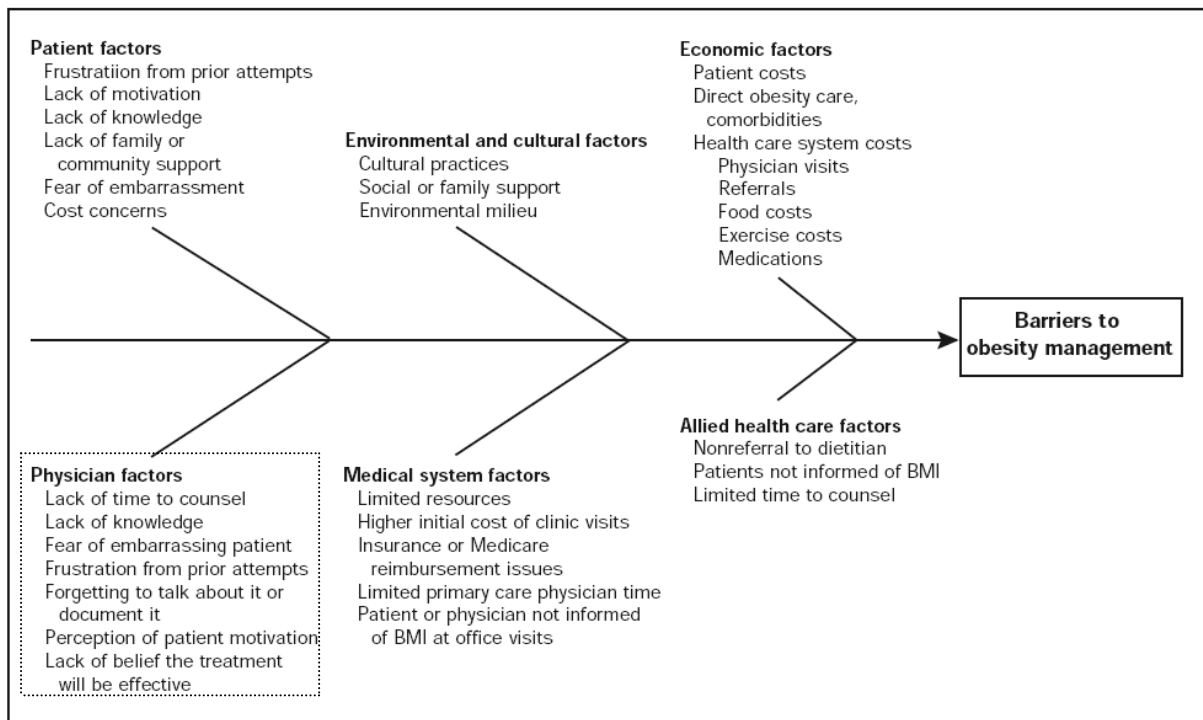 Patient factors
Frustratiion from prior attempts
Lack of motivation
Lack of knowledge
Lack of family or
community support
Fear of embarrassment
Cost concerns
Environmental and cultural factors
Cultural practices
Social or family support
Environmental milieu
Economic factors
Patient costs
Direct obesity care,
comorbidities
Health care system costs
Physician visits
Referrals
Food costs
Exercise costs
Medications
Barriers to
obesity management
Physician factors
Lack of time to counsel
Lack of knowledge
Fear of embarrassing patient
Frustration from prior attempts
Forgetting to talk about it or
document it
Perception of patient motivation
Lack of belief the treatment
will be effective
Medical system factors
Limited resources
Higher initial cost of clinic visits
Insurance or Medicare
reimbursement issues
Limited primary care physician time
Patient or physician not informed
of BMI at office visits
Allied health care factors
Nonreferral to dietitian
Patients not informed of BMI
Limited time to counsel